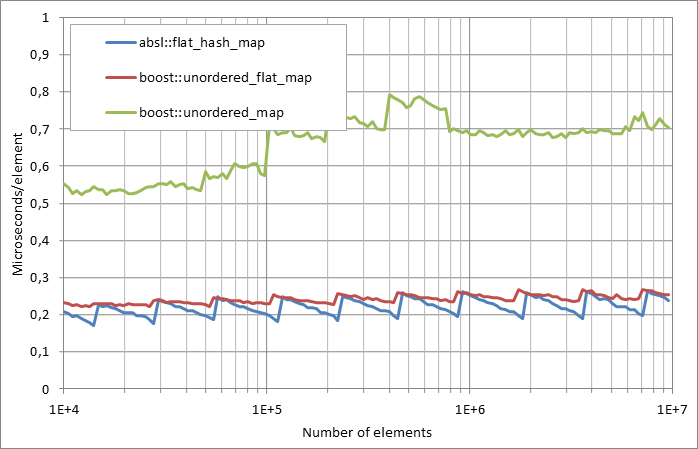 1
0,9
0,8
0,7
0,6
0,5
0,4
0,3
0,2
0,1
0
Microseconds/element
absl::flat_hash_map
boost::unordered_flat_map
boost::unordered_map
1E+4 1E+5 1E+6 1E+7
Number of elements